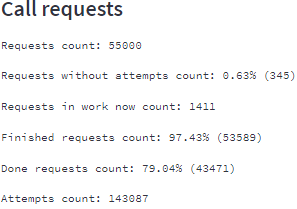 Call requests
Requests count: 55000
Requests without attempts count: 0.63% (345)
Requests in work now count: 1411
Finished requests count: 97.43% (53589)
Done requests count: 79.04% (43471)
Attempts count: 143087